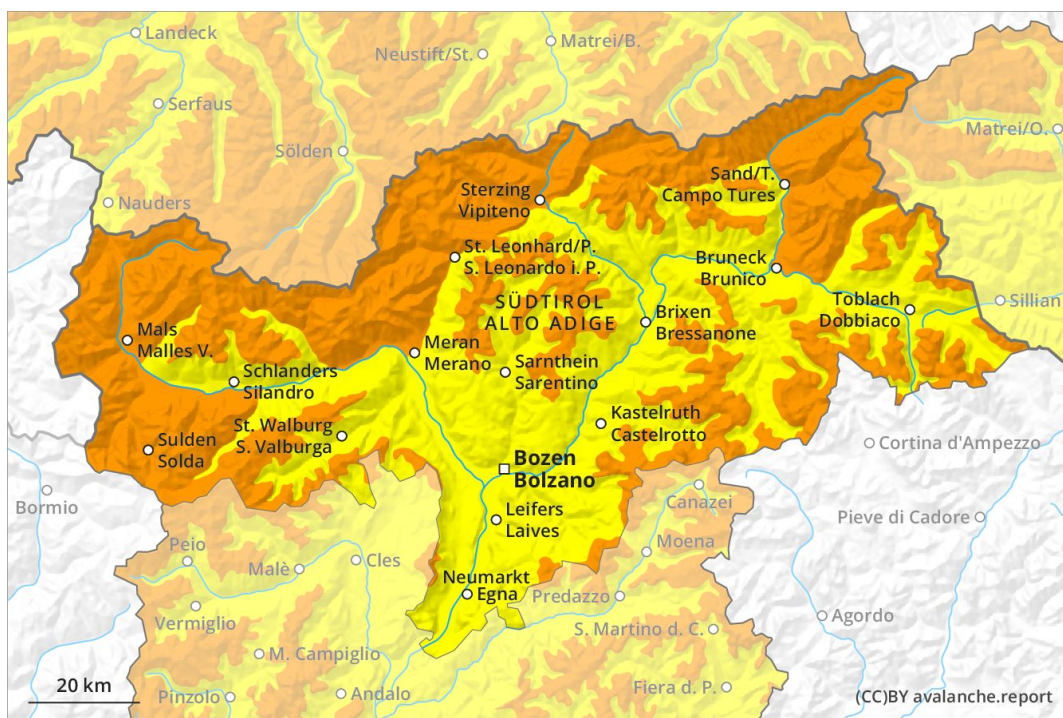 Landeck
Neustift/St.
Matrei/B.
Serfaus
Sölden
Matrei/O.
Nauders
Sterzing
Vipiteno
Sand/T.
Campo Tures
St. Leonhard/P.
S. Leonardo i. P.
Bruneck
Brunico
SÜDTIROL
ALTO ADIGE
Toblach
Dobbiaco
Sillian
Mals
Malles V.
Meran
Merano
Brixen
Bressanone
Schlanders
Silandro
Sarnthein
Sarentino
St. Walburg
S. Valburga
Kastelruth
Castelrotto
Sulden
Solda
Cortina d'Ampezzo
Bozen
Bolzano
Bormio
Leifers
Laives
Canazei
Pieve di Cadore
Peio
Malè
Cles
Moena
Neumarkt
Egna
Predazzo
Vermiglio
Agordo
S. Martino d. C.
M. Campiglio
20 km
Pinzolo
Andalo
Fiera d. P.
(CC)BY avalanche.report